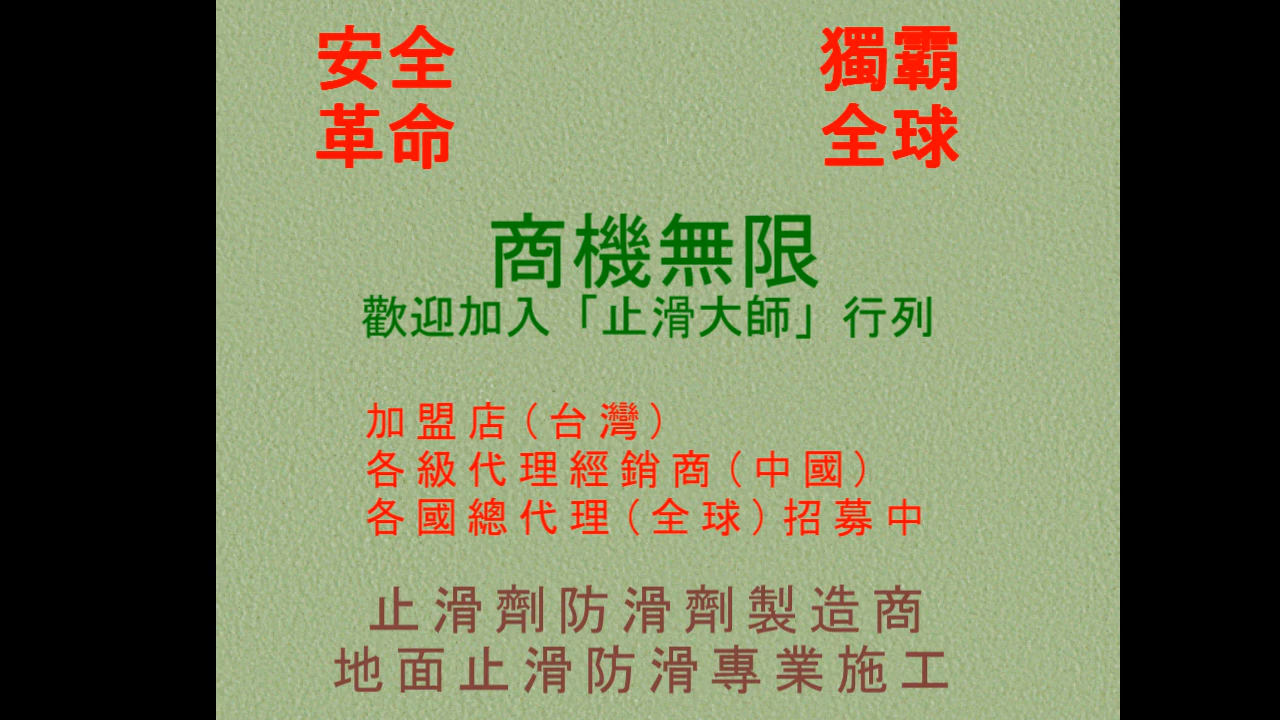 安全
革命
獨霸
全球
商機無限
歡迎加入「止滑大師」行列
加盟店(台灣)
各級代理經銷商(中國)
各國總代理(全球)招募中
止滑劑防滑劑製造商
地面止滑防滑專業施工